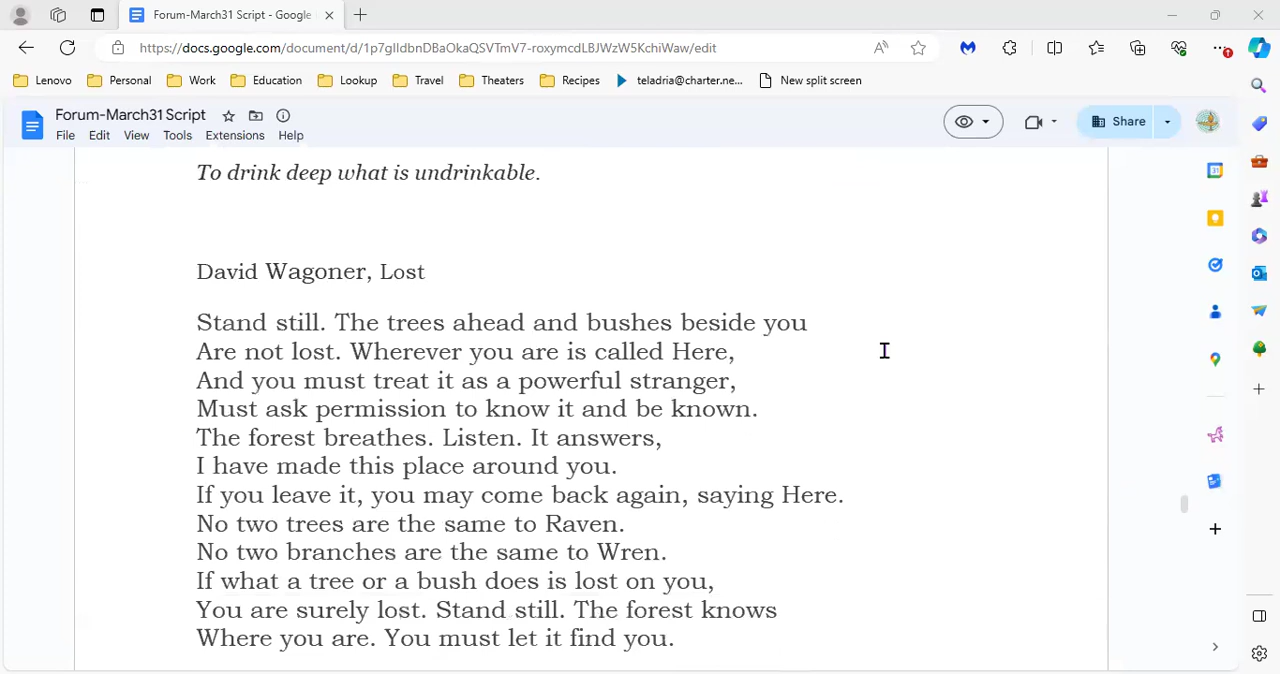 Forum-March31 Script - Google
https://docs.google.com/document/d/1p7glIdbnDBaOkaQSVTmV7-roxymcdLBJWzW5KchiWaw/edit
Lenovo Personal Work Education Lookup Travel Theaters Recipes teladria@charter.ne... New split screen
Forum-March31 Script
File Edit View Tools Extensions Help
Share
31
To drink deep what is undrinkable.
David Wagoner, Lost
Stand still. The trees ahead and bushes beside you
Are not lost. Wherever you are is called Here,
And you must treat it as a powerful stranger,
Must ask permission to know it and be known.
The forest breathes. Listen. It answers,
I have made this place around you.
If you leave it, you may come back again, saying Here.
No two trees are the same to Raven.
No two branches are the same to Wren.
If what a tree or a bush does is lost on you,
You are surely lost. Stand still. The forest knows
Where you are. You must let it find you.